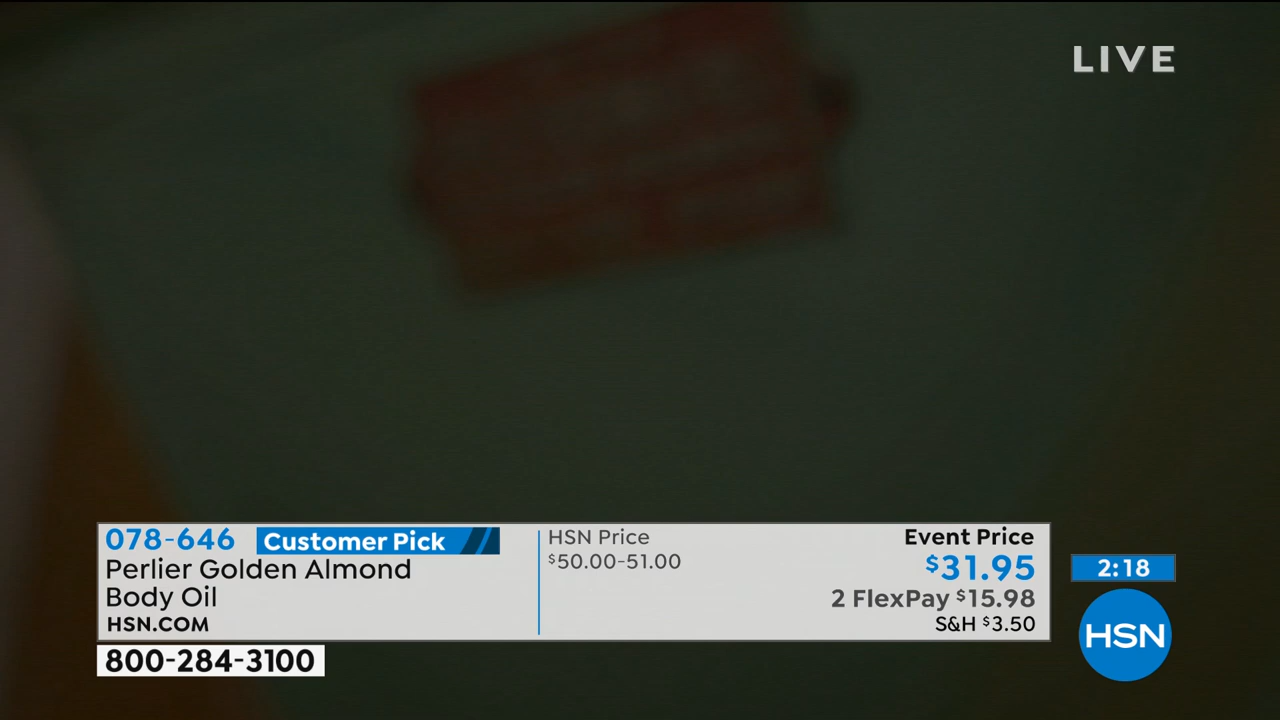 LIVE
078-646 Customer Pick
Perlier Golden Almond
Body Oil
HSN.COM
HSN Price
$50.00-51.00
Event Price
$31.95
2 FlexPay $15.98
S&H $3.50
2:18
HSN
800-284-3100